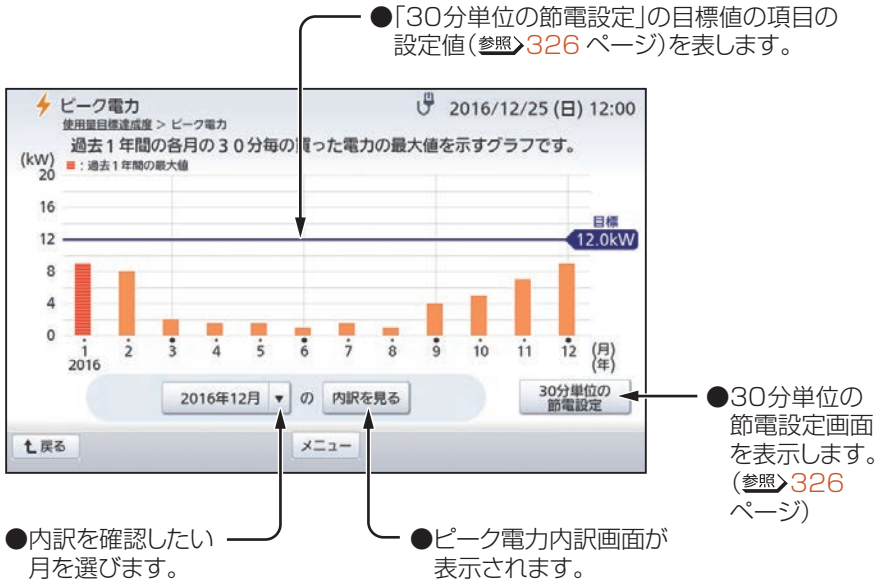 ●「30分単位の節電設定」の目標値の項目の
設定値(参照 326 ページ)を表します。
ピーク電力
2016/12/25 (日) 12:00
使用量目標達成度 > ピーク電力
過去1年間の各月の30分毎の買った電力の最大値を示すグラフです。
(kW)
:過去1年間の最大値
20
16
12
8
4
0
目標
12.0kW
1 2 3 4 5 6 7 8 9 10 11 12 (月)
2016 (年)
2016年12月 ▼ の 内訳を見る
30分単位の
節電設定
戻る
メニュー
●30分単位の
節電設定画面
を表示します。
(参照 326
ページ)
●内訳を確認したい
月を選びます。
●ピーク電力内訳画面が
表示されます。